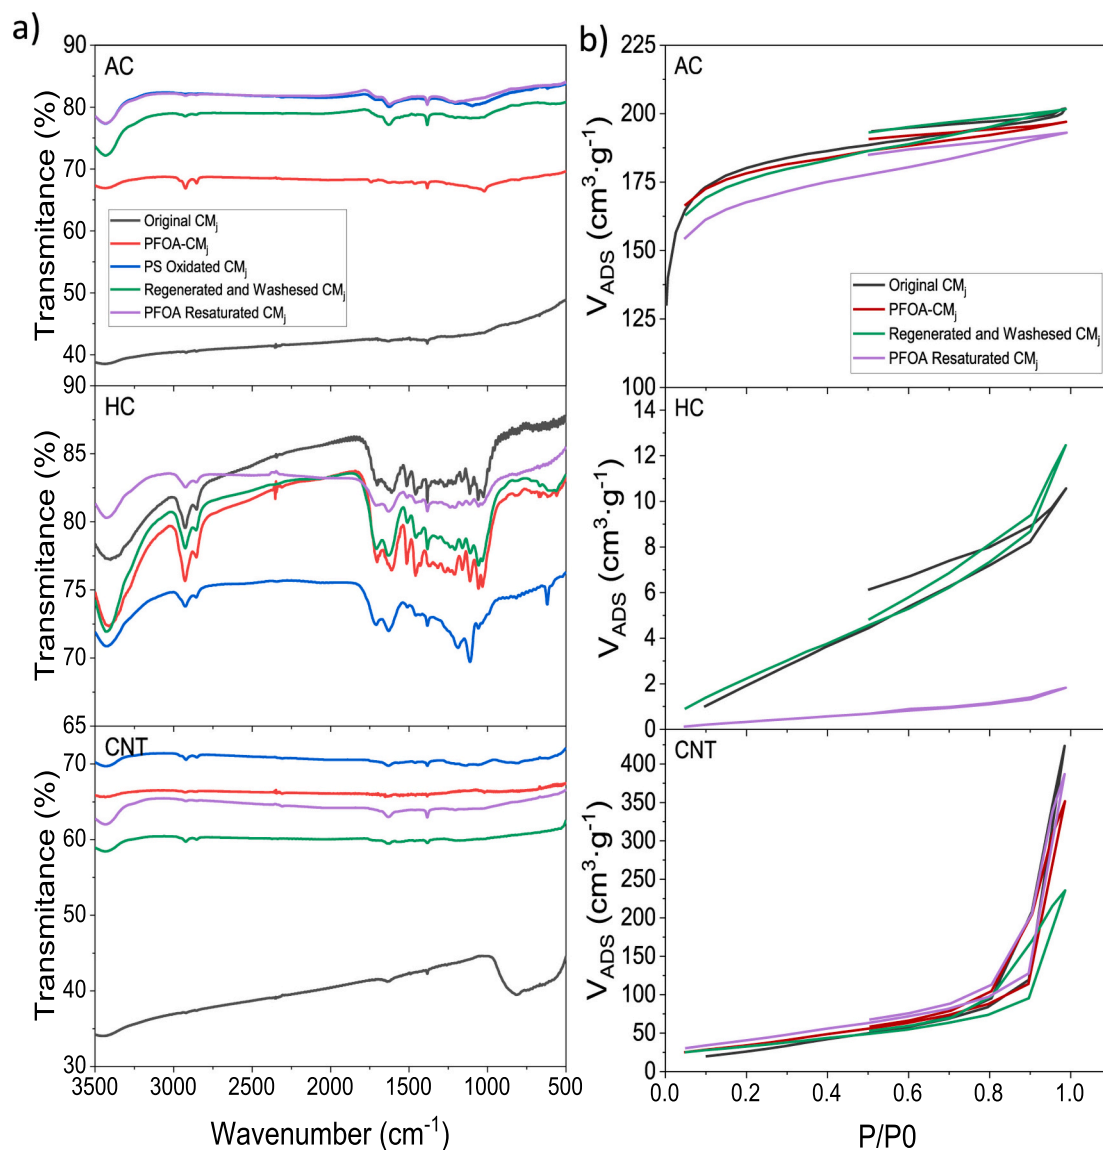 a)
Transmitance (%)
90
80
70
60
50
40
AC
Original CMj
PFOA-CMj
PS Oxidated CMj
Regenerated and Washesed CMj
PFOA Resaturated CMj
Transmitance (%)
90
85
80
75
70
65
HC
Transmitance (%)
70
60
50
40
30
CNT
3500 3000 2500 2000 1500 1000 500
Wavenumber (cm-1)
b)
VADS (cm3·g-1)
225
200
175
150
125
100
AC
Original CMj
PFOA-CMj
Regenerated and Washesed CMj
PFOA Resaturated CMj
VADS (cm3·g-1)
14
12
10
8
6
4
2
0
HC
VADS (cm3·g-1)
400
350
300
250
200
150
100
50
0
CNT
0.0 0.2 0.4 0.6 0.8 1.0
P/P0